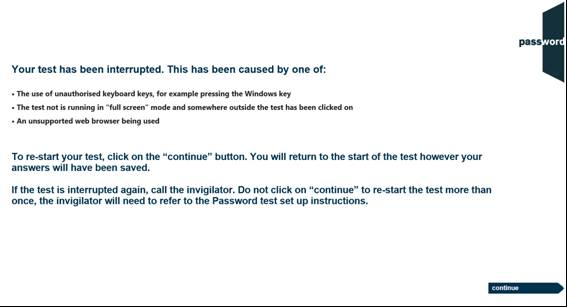 password
Your test has been interrupted. This has been caused by one of:
• The use of unauthorised keyboard keys, for example pressing the Windows key
• The test not is running in "full screen" mode and somewhere outside the test has been clicked on
• An unsupported web browser being used
To re-start your test, click on the “continue” button. You will return to the start of the test however your
answers will have been saved.
If the test is interrupted again, call the invigilator. Do not click on “continue” to re-start the test more than
once, the invigilator will need to refer to the Password test set up instructions.
continue